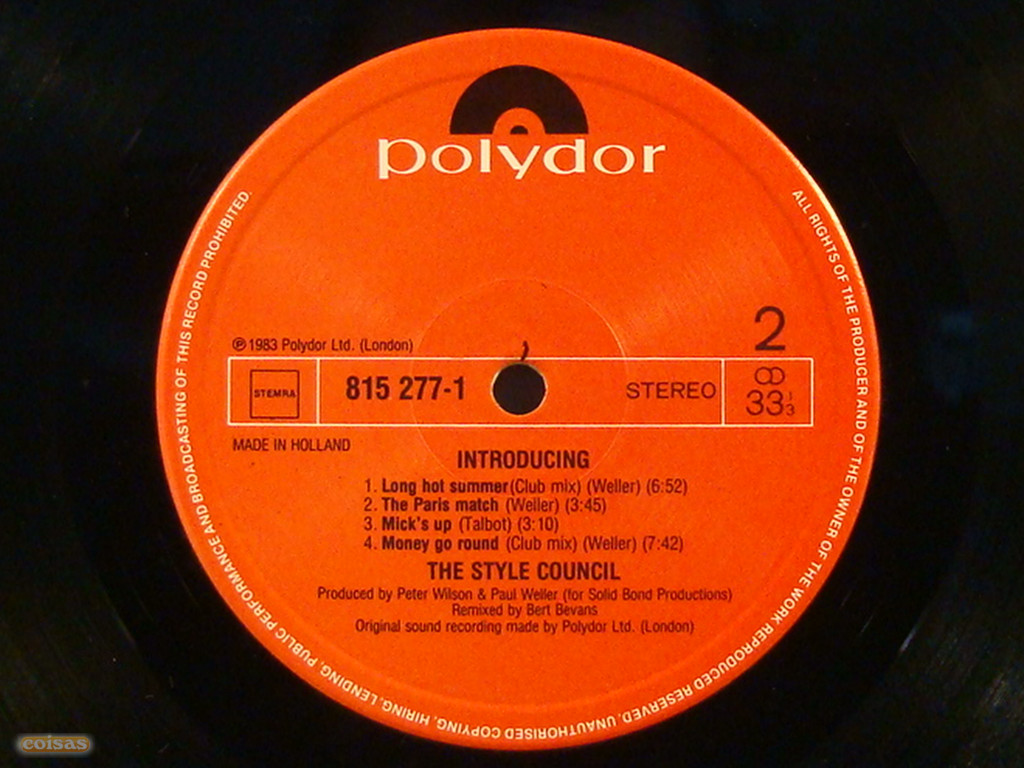 polydor
ALL RIGHTS OF THE PRODUCER AND OF THE OWNER OF THE WORK REPRODUCED RESERVED. UNAUTHORISED COPYING, HIRING, LENDING, PUBLIC PERFORMANCE AND BROADCASTING OF THIS RECORD PROHIBITED.
2
℗ 1983 Polydor Ltd. (London)
STEMRA 815 277-1 STEREO 33 1/3
MADE IN HOLLAND
INTRODUCING
1. Long hot summer (Club mix) (Weller) (6:52)
2. The Paris match (Weller) (3:45)
3. Mick's up (Talbot) (3:10)
4. Money go round (Club mix) (Weller) (7:42)
THE STYLE COUNCIL
Produced by Peter Wilson & Paul Weller (for Solid Bond Productions)
Remixed by Bert Bevans
Original sound recording made by Polydor Ltd. (London)
coisas